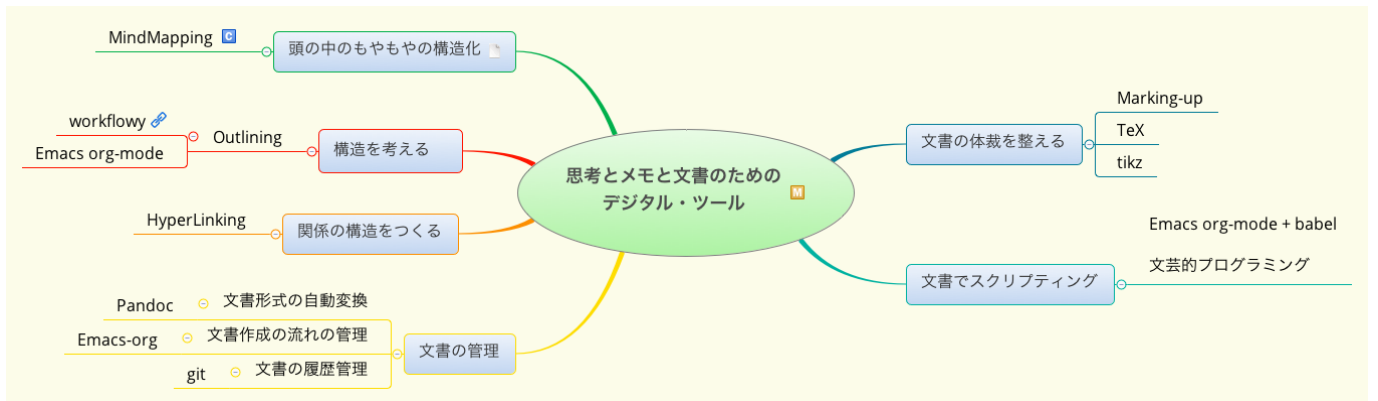 思考とメモと文書のための
デジタル・ツール
M
頭の中のもやもやの構造化
MindMapping
C
構造を考える
Outlining
workflowy
Emacs org-mode
関係の構造をつくる
HyperLinking
文書の管理
文書形式の自動変換
Pandoc
文書作成の流れの管理
Emacs-org
文書の履歴管理
git
文書の体裁を整える
Marking-up
TeX
tikz
文書でスクリプティング
Emacs org-mode + babel
文芸的プログラミング